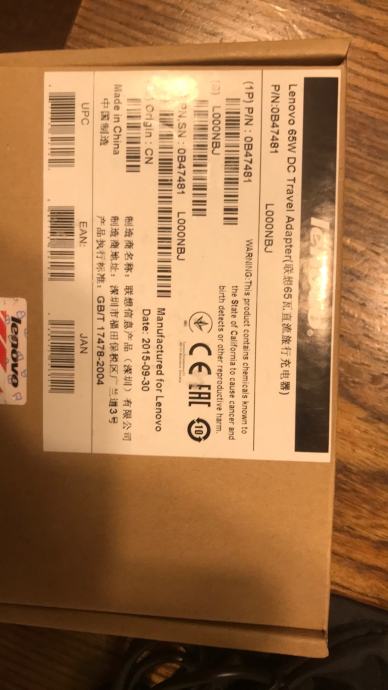 Lenovo 65W DC Travel Adapter(联想65瓦直流旅行充电器)
P/N:0B47481 L000NBJ
(1P) P/N : 0B47481
WARNING:This product contains chemicals known to
the State of California to cause cancer and
birth detects or other reproductive harm.
L000NBJ
CE EAC 10
PN,SN : 0B47481 L000NBJ
Manufactured for Lenovo
Origin : CN
Date: 2015-09-30
Made in China
中国制造
制造商名称: 联想信息产品（深圳）有限公司
制造商地址: 深圳市福田保税区广兰道3号
产品执行标准: GB/T 17478-2004
UPC EAN: JAN
lenovo